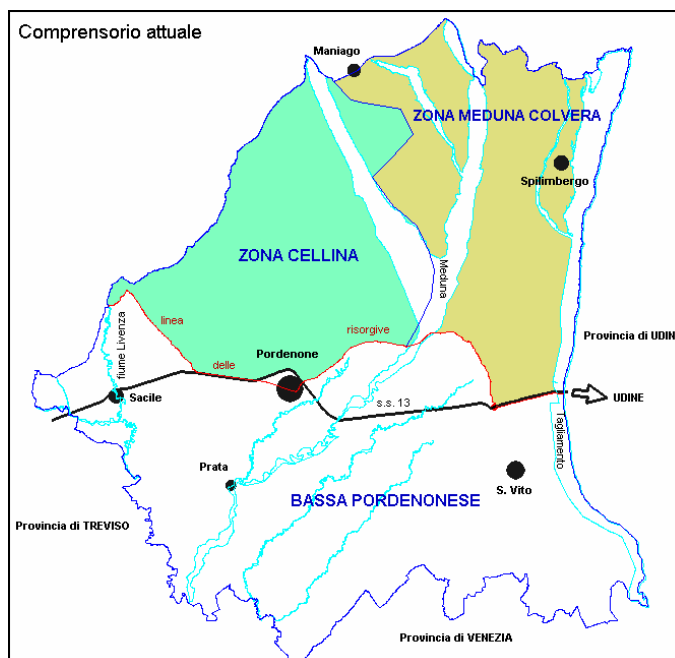 Comprensorio attuale
Maniago
ZONA MEDUNA COLVERA
Spilimbergo
ZONA CELLINA
Meduna
linea
risorgive
fiume Livenza
Provincia di UDIN
Pordenone
delle
s.s. 13
Sacile
UDINE
Tagliamento
Prata
S. Vito
BASSA PORDENONESE
Provincia di TREVISO
Provincia di VENEZIA